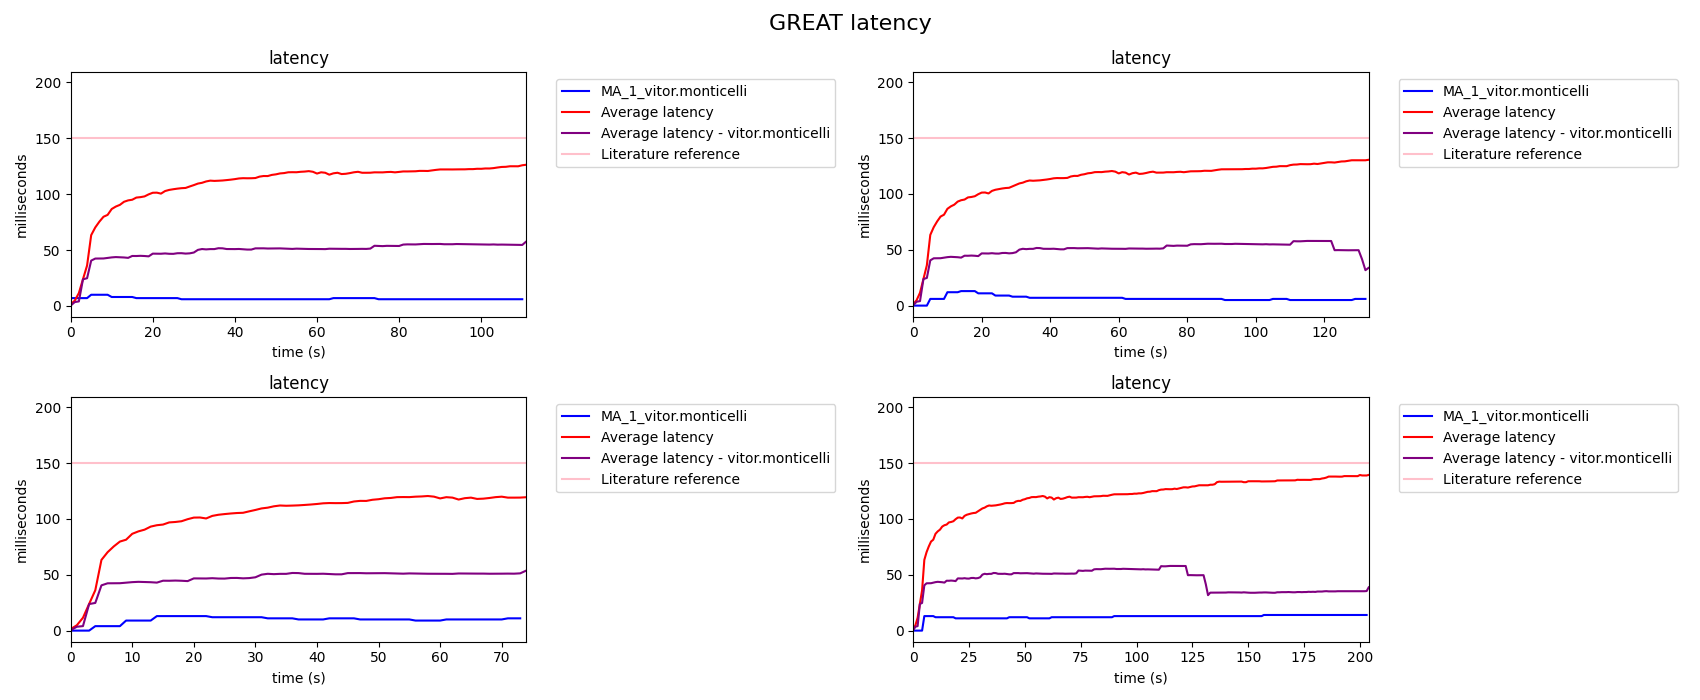 GREAT latency
latency
200
150
100
50
0
milliseconds
0 20 40 60 80 100
time (s)
MA_1_vitor.monticelli
Average latency
Average latency - vitor.monticelli
Literature reference
latency
200
150
100
50
0
milliseconds
0 20 40 60 80 100 120
time (s)
MA_1_vitor.monticelli
Average latency
Average latency - vitor.monticelli
Literature reference
latency
200
150
100
50
0
milliseconds
0 10 20 30 40 50 60 70
time (s)
MA_1_vitor.monticelli
Average latency
Average latency - vitor.monticelli
Literature reference
latency
200
150
100
50
0
milliseconds
0 25 50 75 100 125 150 175 200
time (s)
MA_1_vitor.monticelli
Average latency
Average latency - vitor.monticelli
Literature reference